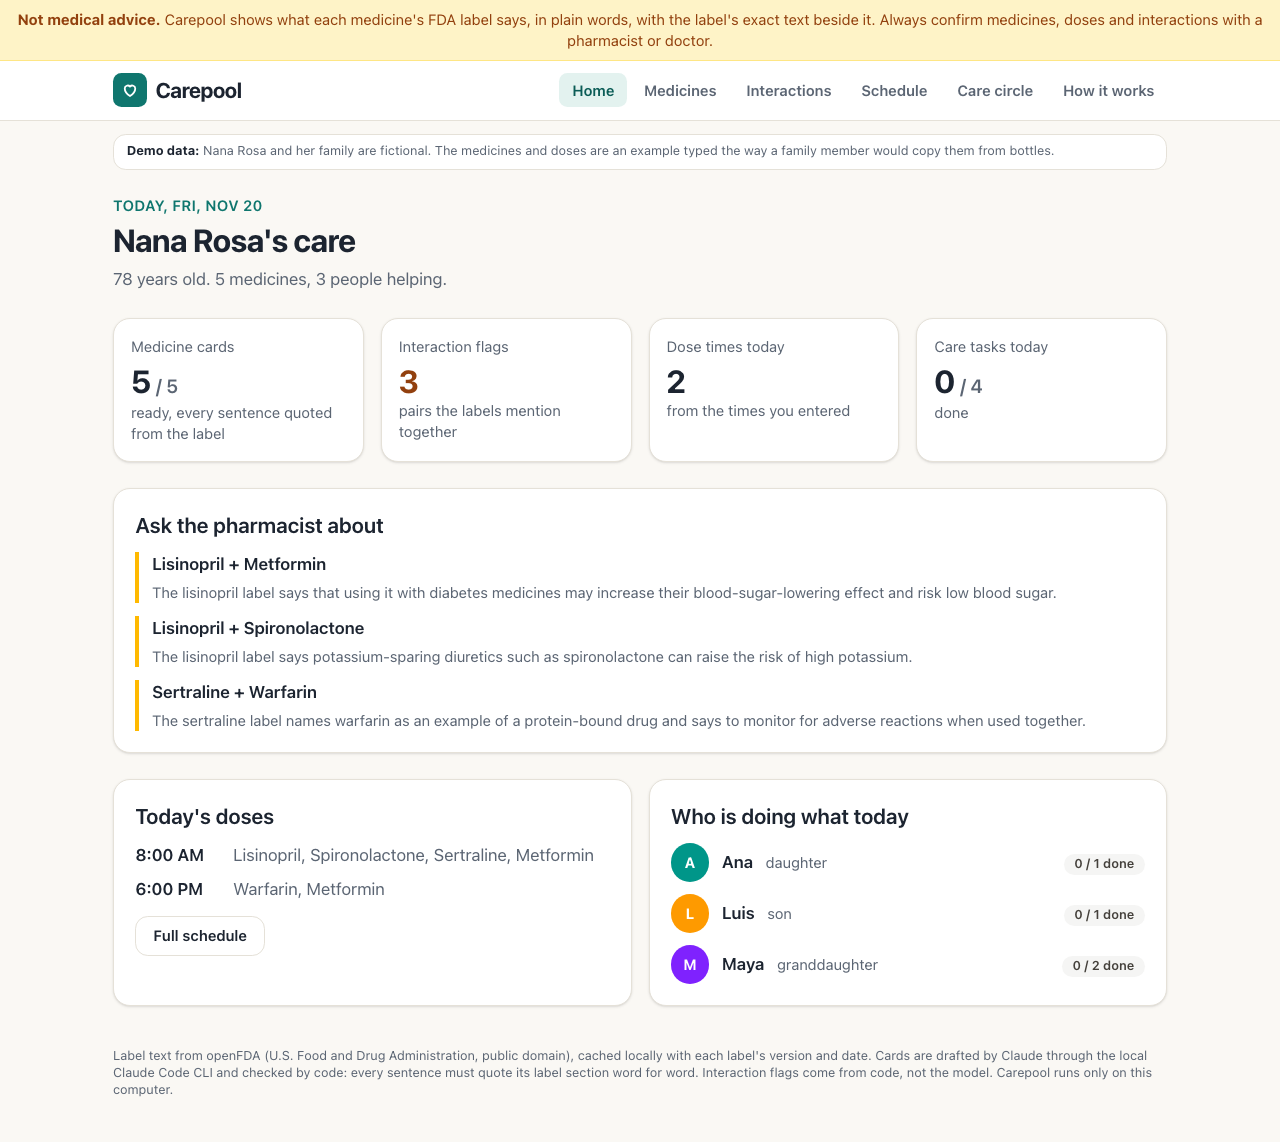 Not medical advice. Carepool shows what each medicine's FDA label says, in plain words, with the label's exact text beside it. Always confirm medicines, doses and interactions with a
pharmacist or doctor.
Carepool
Home
Medicines
Interactions
Schedule
Care circle
How it works
Demo data: Nana Rosa and her family are fictional. The medicines and doses are an example typed the way a family member would copy them from bottles.
TODAY, FRI, NOV 20
Nana Rosa's care
78 years old. 5 medicines, 3 people helping.
Medicine cards
5 / 5
ready, every sentence quoted
from the label
Interaction flags
3
pairs the labels mention
together
Dose times today
2
from the times you entered
Care tasks today
0 / 4
done
Ask the pharmacist about
Lisinopril + Metformin
The lisinopril label says that using it with diabetes medicines may increase their blood-sugar-lowering effect and risk low blood sugar.
Lisinopril + Spironolactone
The lisinopril label says potassium-sparing diuretics such as spironolactone can raise the risk of high potassium.
Sertraline + Warfarin
The sertraline label names warfarin as an example of a protein-bound drug and says to monitor for adverse reactions when used together.
Today's doses
8:00 AM Lisinopril, Spironolactone, Sertraline, Metformin
6:00 PM Warfarin, Metformin
Full schedule
Who is doing what today
A Ana daughter 0 / 1 done
L Luis son 0 / 1 done
M Maya granddaughter 0 / 2 done
Label text from openFDA (U.S. Food and Drug Administration, public domain), cached locally with each label's version and date. Cards are drafted by Claude through the local
Claude Code CLI and checked by code: every sentence must quote its label section word for word. Interaction flags come from code, not the model. Carepool runs only on this
computer.